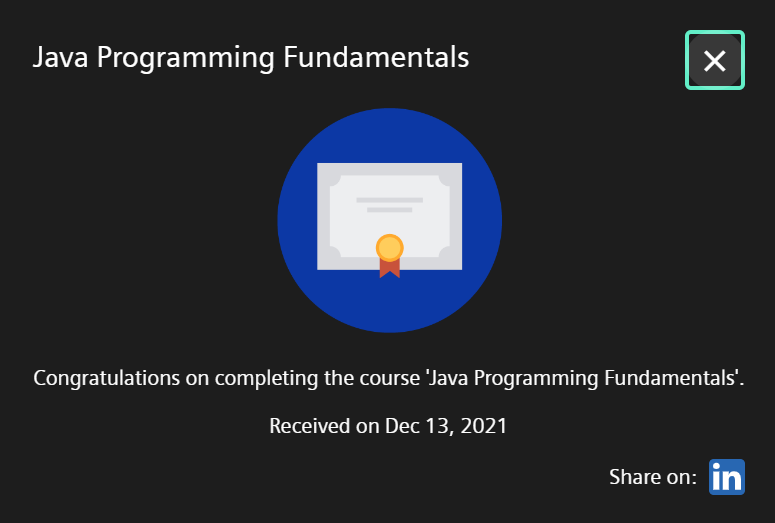 Java Programming Fundamentals
Congratulations on completing the course 'Java Programming Fundamentals'.
Received on Dec 13, 2021
Share on: in